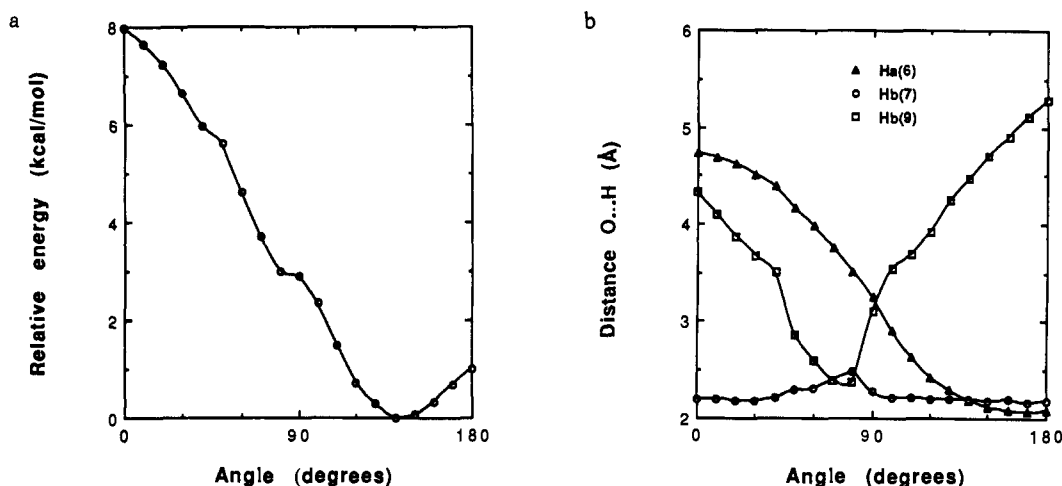 a
Relative energy (kcal/mol)
8
6
4
2
0
0
90
180
Angle (degrees)
b
Distance O...H (Å)
6
5
4
3
2
Ha(6)
Hb(7)
Hb(9)
0
90
180
Angle (degrees)